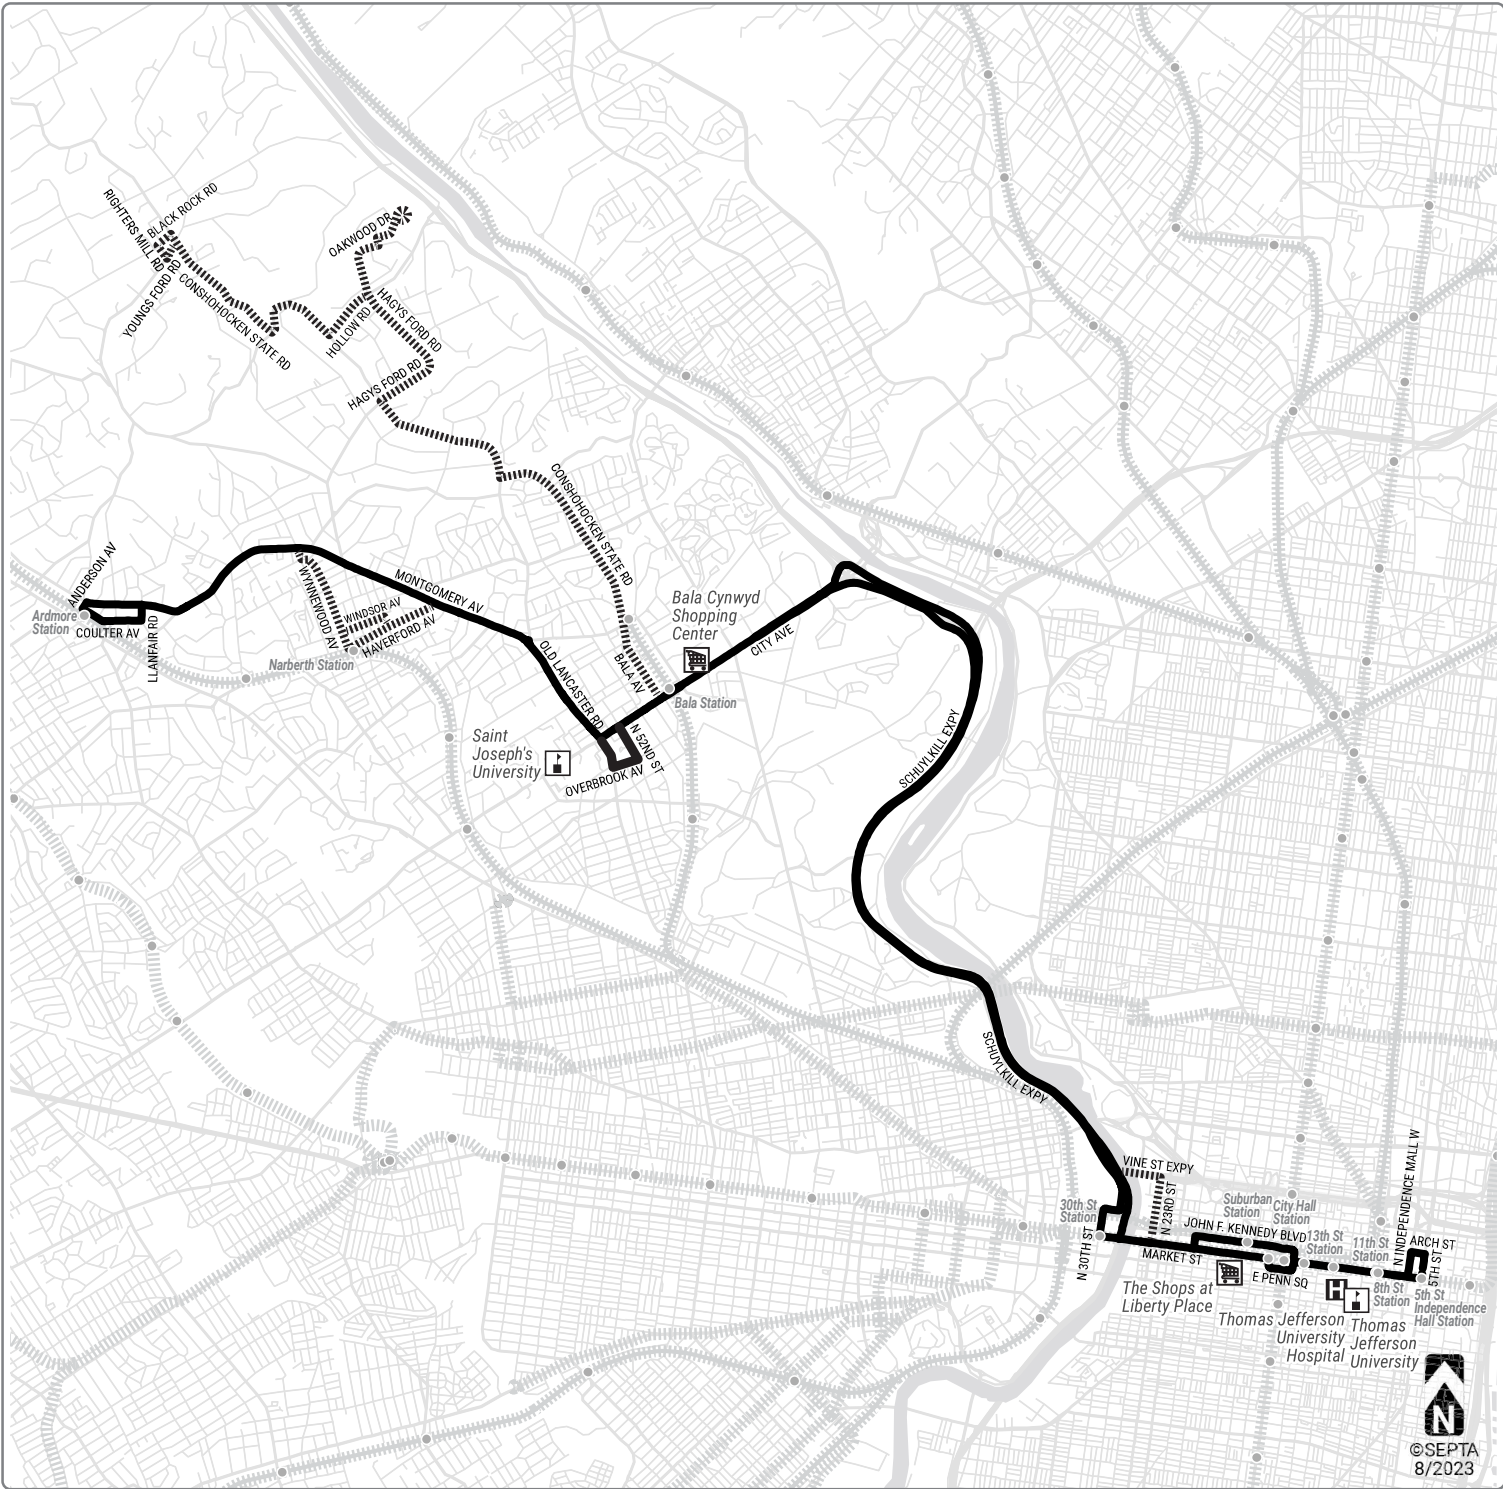 RIGHTERS MILL RD
BLACK ROCK RD
YOUNGS FORD RD
CONSHOHOCKEN STATE RD
OAKWOOD DR
HOLLOW RD
HAGYS FORD RD
HAGYS FORD RD
CONSHOHOCKEN STATE RD
ANDERSON AV
Ardmore
Station
COULTER AV
LLANFAIR RD
WYNNEWOOD AV
MONTGOMERY AV
WINDSOR AV
HAVERFORD AV
Narberth Station
OLD LANCASTER RD
BALA AV
Bala Cynwyd
Shopping
Center
CITY AVE
Bala Station
Saint
Joseph's
University
N 52ND ST
OVERBROOK AV
SCHUYLKILL EXPY
SCHUYLKILL EXPY
VINE ST EXPY
N 23RD ST
30th St
Station
N 30TH ST
MARKET ST
JOHN F. KENNEDY BLVD
Suburban
Station
City Hall
Station
13th St
Station
11th St
Station
N INDEPENDENCE MALL W
ARCH ST
5TH ST
E PENN SQ
The Shops at
Liberty Place
H
8th St
Station
5th St
Independence
Hall Station
Thomas Jefferson
University
Hospital
Thomas
Jefferson
University
N
©SEPTA
8/2023